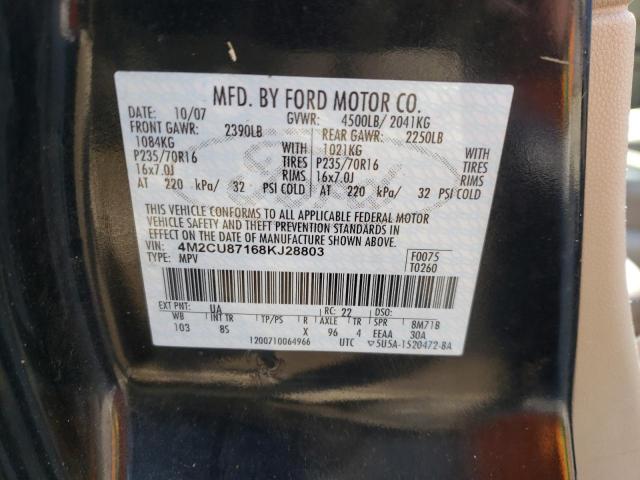 MFD. BY FORD MOTOR CO.
DATE: 10/07 GVWR: 4500LB/ 2041KG
FRONT GAWR: 2390LB REAR GAWR: 2250LB
1084KG WITH 1021KG WITH
P235/70R16 TIRES P235/70R16 TIRES
16x7.0J RIMS 16x7.0J RIMS
AT 220 kPa/ 32 PSI COLD AT 220 kPa/ 32 PSI COLD
THIS VEHICLE CONFORMS TO ALL APPLICABLE FEDERAL MOTOR
VEHICLE SAFETY AND THEFT PREVENTION STANDARDS IN
EFFECT ON THE DATE OF MANUFACTURE SHOWN ABOVE.
VIN: 4M2CU87168KJ28803 F0075
TYPE: MPV T0260
EXT PNT: UA RC: 22 DSO:
WB INT TR TP/PS R AXLE TR SPR 8M71B
103 8S X 96 4 EEAA 30A
1200710064966 UTC 5U5A-1520472-BA
Ford